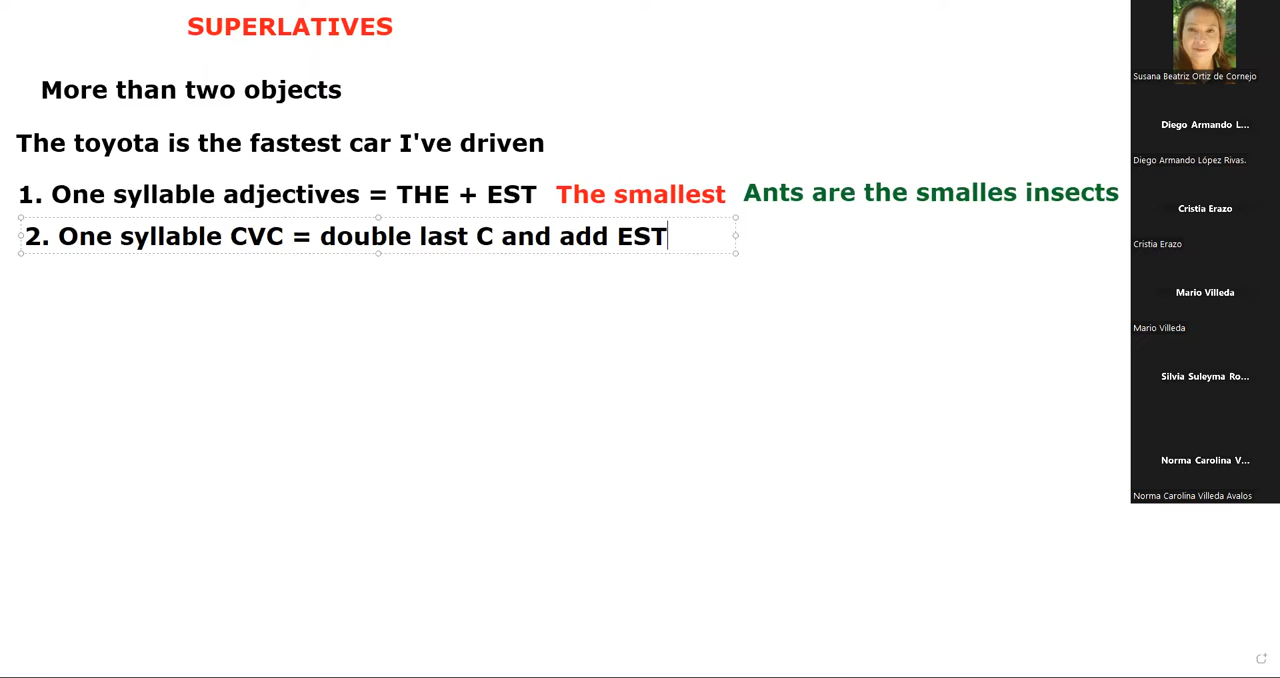 SUPERLATIVES
More than two objects
The toyota is the fastest car I've driven
1. One syllable adjectives = THE + EST The smallest Ants are the smalles insects
2. One syllable CVC = double last C and add EST
Susana Beatriz Ortiz de Cornejo
Diego Armando L...
Diego Armando López Rivas.
Cristia Erazo
Cristia Erazo
Mario Villeda
Mario Villeda
Silvia Suleyma Ro...
Norma Carolina V...
Norma Carolina Villeda Avalos